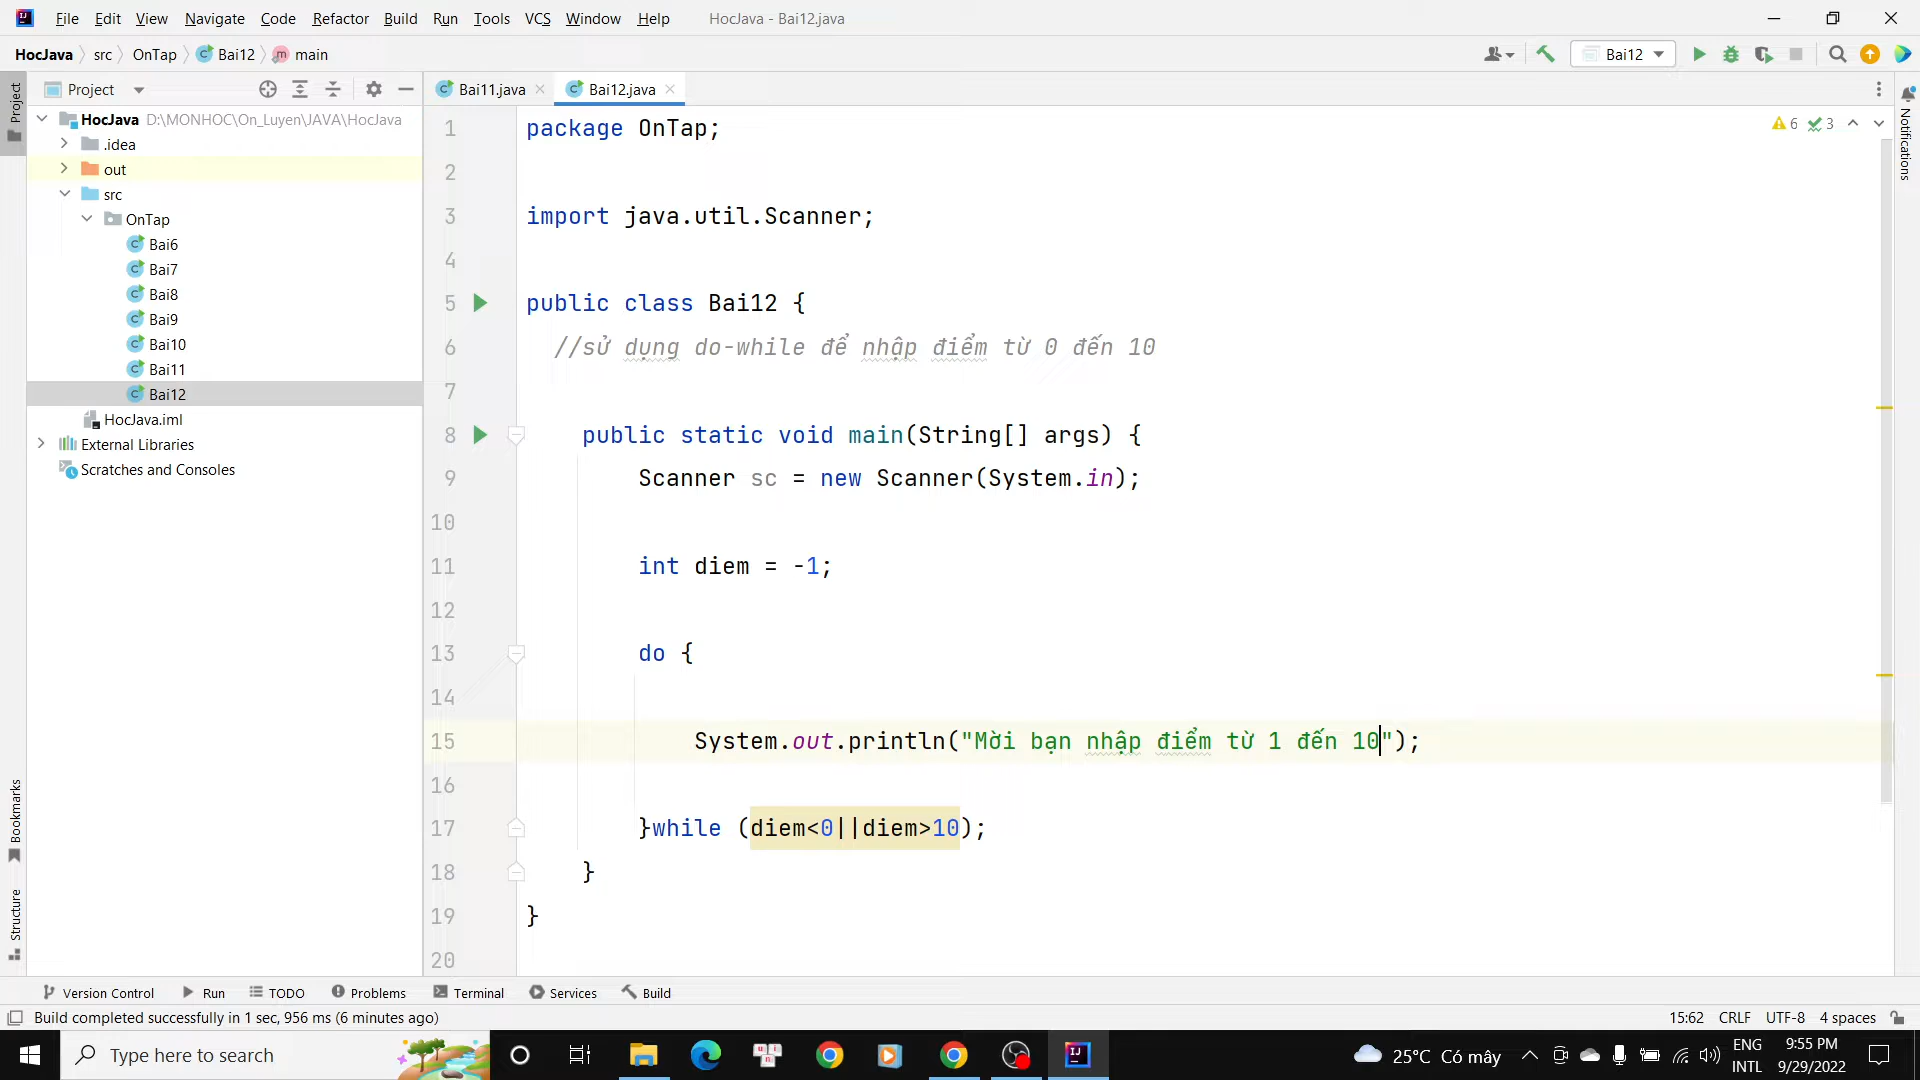 File Edit View Navigate Code Refactor Build Run Tools VCS Window Help HocJava - Bai12.java
HocJava src OnTap Bai12 main Bai12
Project Bai11.java Bai12.java
Project
HocJava D:\MONHOC\On_Luyen\JAVA\HocJava
.idea
out
src
OnTap
Bai6
Bai7
Bai8
Bai9
Bai10
Bai11
Bai12
HocJava.iml
External Libraries
Scratches and Consoles
Bookmarks
Structure
Notifications
6 3
1 package OnTap;
2
3 import java.util.Scanner;
4
5 public class Bai12 {
6 //sử dụng do-while để nhập điểm từ 0 đến 10
7
8 public static void main(String[] args) {
9 Scanner sc = new Scanner(System.in);
10
11 int diem = -1;
12
13 do {
14
15 System.out.println("Mời bạn nhập điểm từ 1 đến 10");
16
17 }while (diem<0||diem>10);
18 }
19 }
20
Version Control Run TODO Problems Terminal Services Build
Build completed successfully in 1 sec, 956 ms (6 minutes ago) 15:62 CRLF UTF-8 4 spaces
Type here to search 25°C Có mây ENG 9:55 PM
INTL 9/29/2022